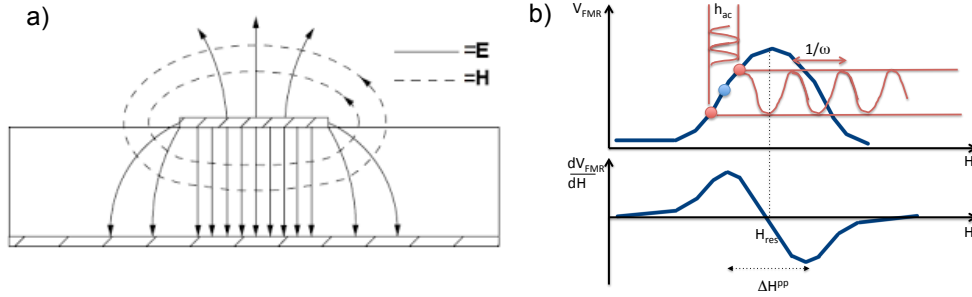 a)
=E
=H
b)
V_FMR
h_ac
1/ω
H
dV_FMR
dH
H_res
H
ΔH^pp